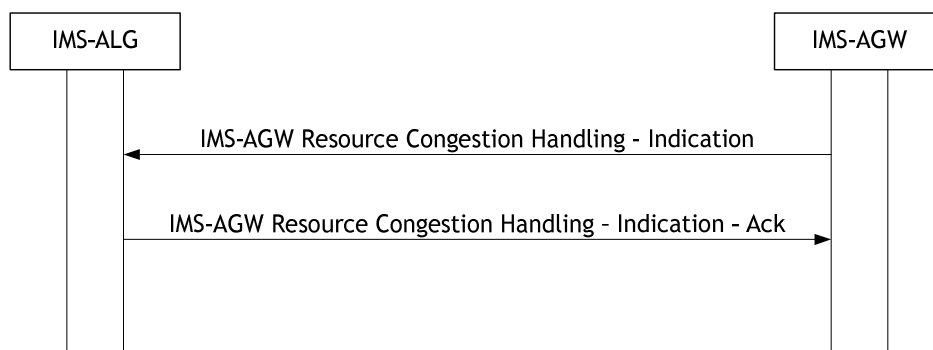 IMS-ALG
IMS-AGW
IMS-AGW Resource Congestion Handling - Indication
IMS-AGW Resource Congestion Handling – Indication - Ack